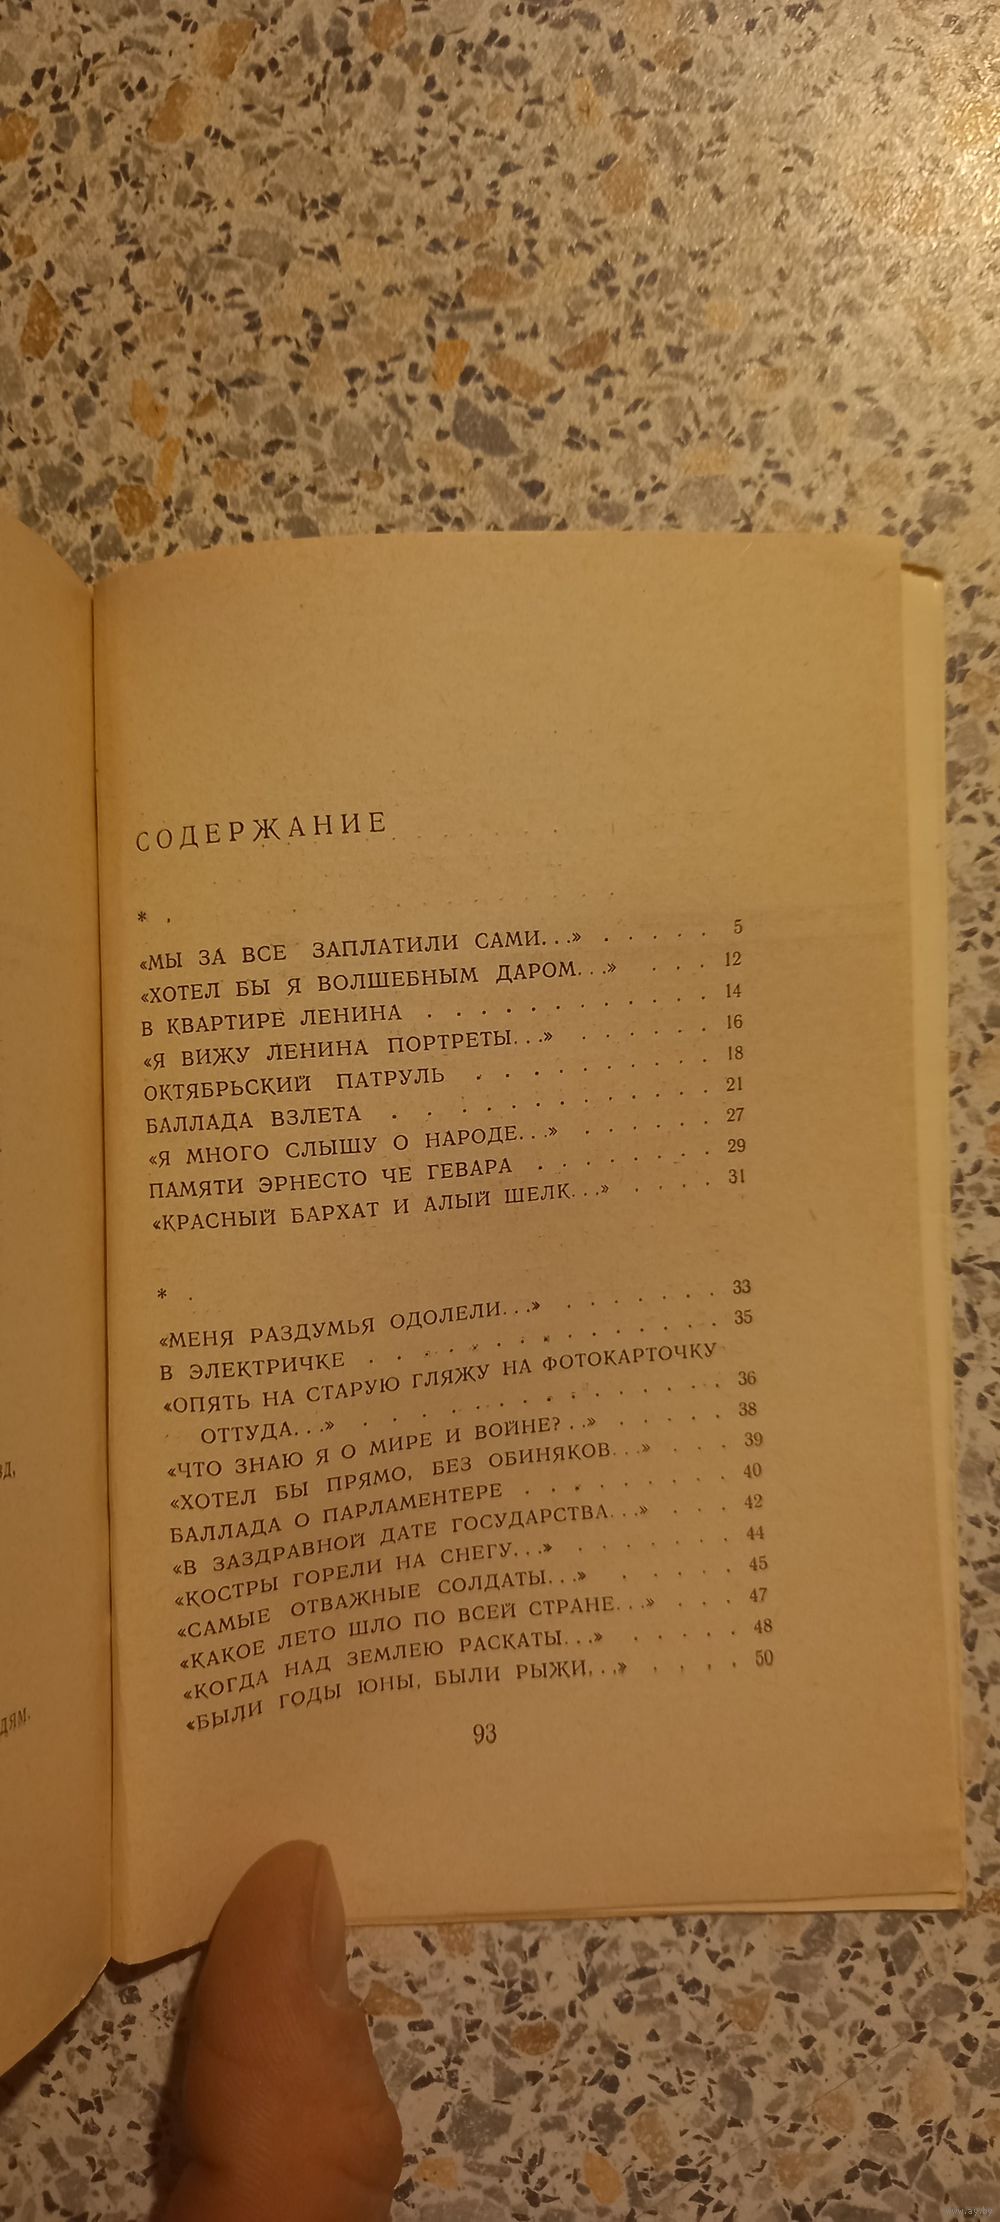 СОДЕРЖАНИЕ
*
«МЫ ЗА ВСЕ ЗАПЛАТИЛИ САМИ...» . . . . . 5
«ХОТЕЛ БЫ Я ВОЛШЕБНЫМ ДАРОМ...» . . . 12
В КВАРТИРЕ ЛЕНИНА . . . . . . . . . . . 14
«Я ВИЖУ ЛЕНИНА ПОРТРЕТЫ...» . . . . . . 16
ОКТЯБРЬСКИЙ ПАТРУЛЬ . . . . . . . . . 18
БАЛЛАДА ВЗЛЕТА . . . . . . . . . . . . 21
«Я МНОГО СЛЫШУ О НАРОДЕ...» . . . . . . 27
ПАМЯТИ ЭРНЕСТО ЧЕ ГЕВАРА . . . . . . . 29
«КРАСНЫЙ БАРХАТ И АЛЫЙ ШЕЛК...» . . . . 31
*
«МЕНЯ РАЗДУМЬЯ ОДОЛЕЛИ...» . . . . . . . 33
В ЭЛЕКТРИЧКЕ . . . . . . . . . . . . . 35
«ОПЯТЬ НА СТАРУЮ ГЛЯЖУ НА ФОТОКАРТОЧКУ
ОТТУДА...» . . . . . . . . . . . . . 36
«ЧТО ЗНАЮ Я О МИРЕ И ВОЙНЕ?..» . . . . . 38
«ХОТЕЛ БЫ ПРЯМО, БЕЗ ОБИНЯКОВ...» . . . 39
БАЛЛАДА О ПАРЛАМЕНТЕРЕ . . . . . . . . 40
«В ЗАЗДРАВНОЙ ДАТЕ ГОСУДАРСТВА...» . . . 42
«КОСТРЫ ГОРЕЛИ НА СНЕГУ...» . . . . . . . 44
«САМЫЕ ОТВАЖНЫЕ СОЛДАТЫ...» . . . . . 45
«КАКОЕ ЛЕТО ШЛО ПО ВСЕЙ СТРАНЕ...» . . . 47
«КОГДА НАД ЗЕМЛЕЮ РАСКАТЫ...» . . . . . 48
«БЫЛИ ГОДЫ ЮНЫ, БЫЛИ РЫЖИ,..» . . . . 50
93
дям.
www.ay.by